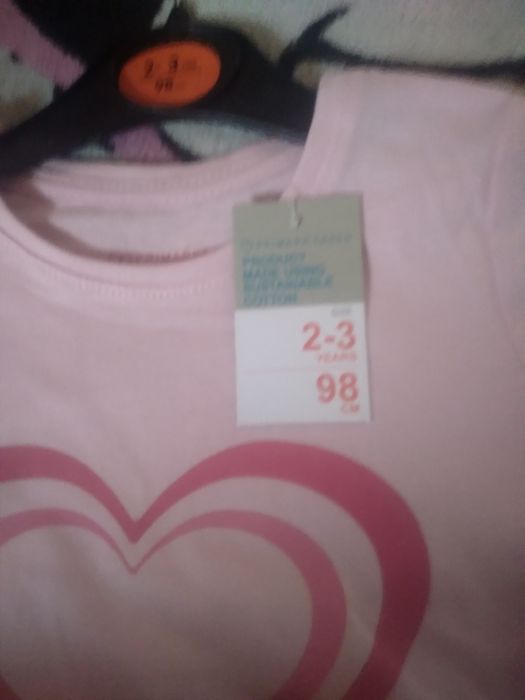 2-3
98
PRODUCT
MADE USING
SUSTAINABLE
COTTON
2-3
YEARS
98
CM